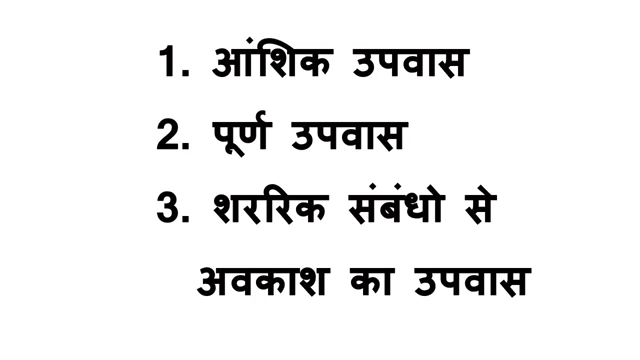 1. आंशिक उपवास
2. पूर्ण उपवास
3. शररिक संबंधो से
अवकाश का उपवास